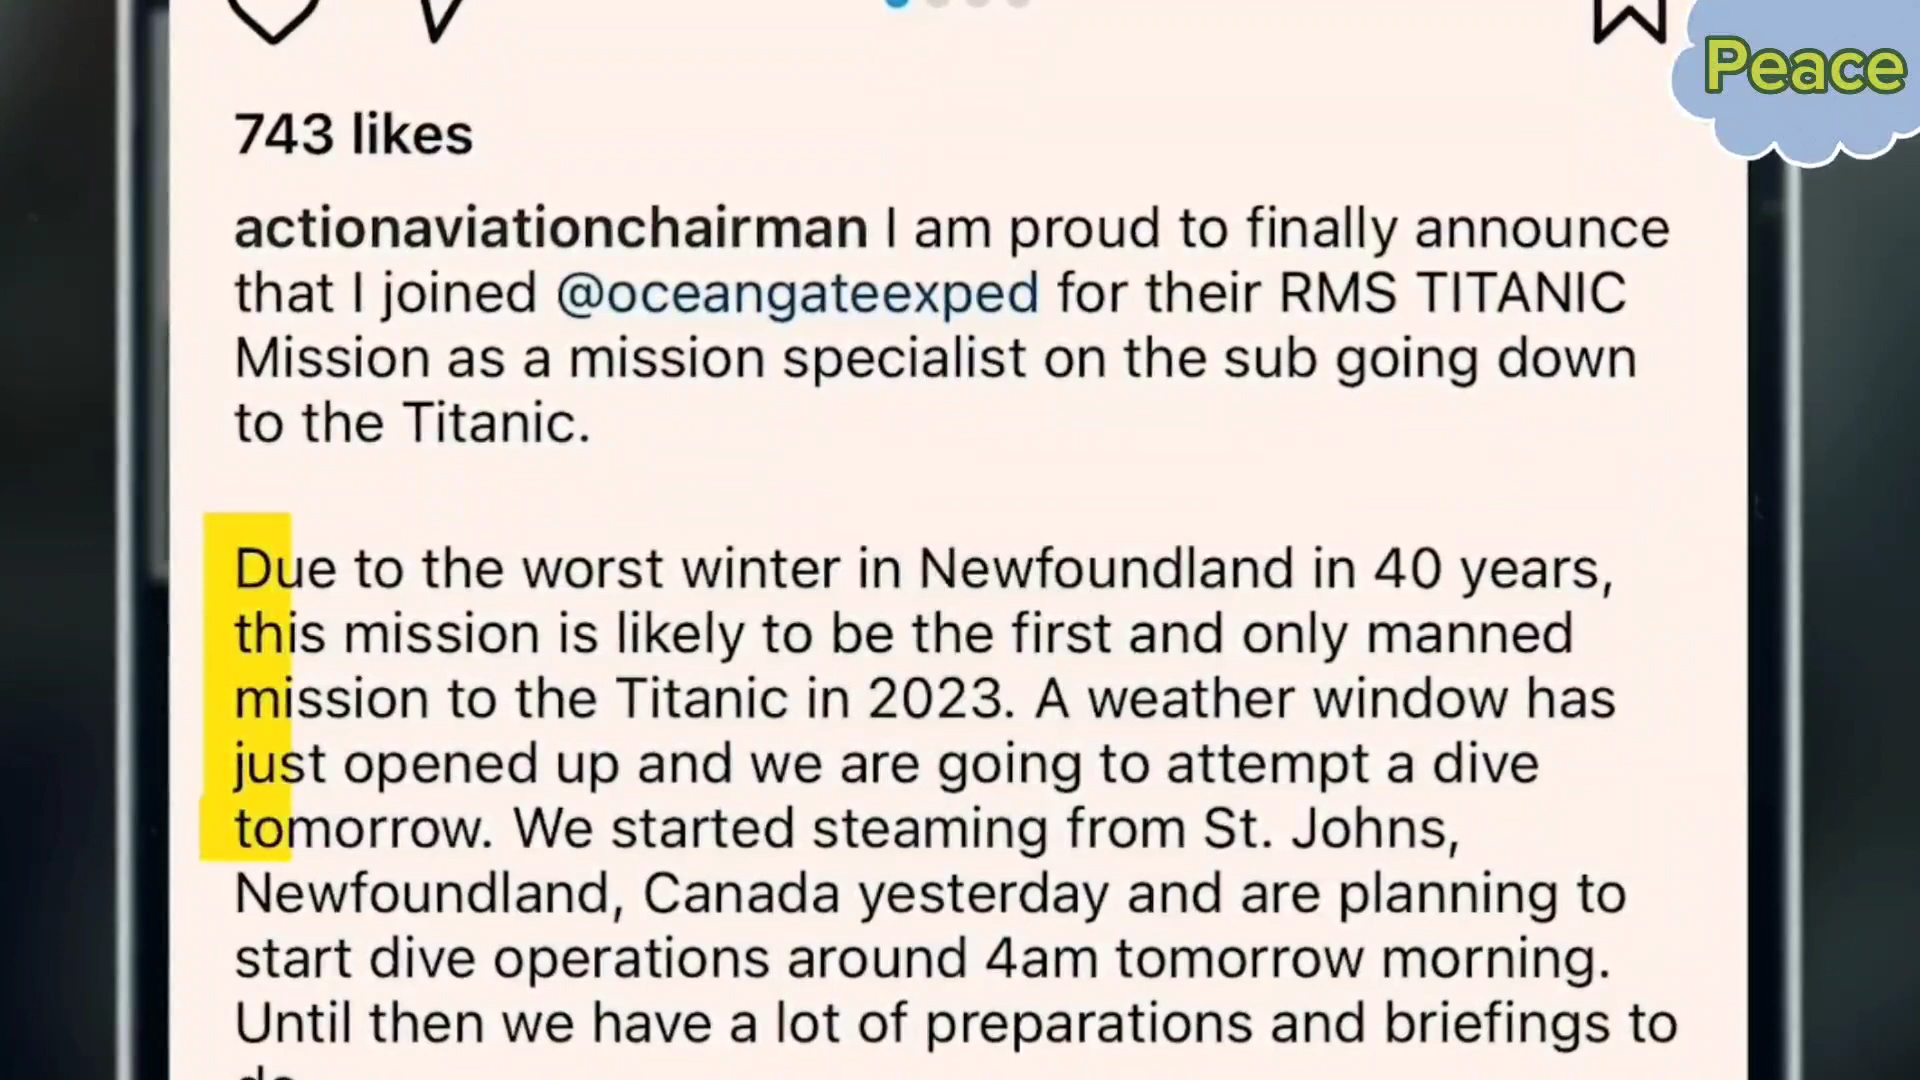 Peace
743 likes
actionaviationchairman I am proud to finally announce
that I joined @oceangateexped for their RMS TITANIC
Mission as a mission specialist on the sub going down
to the Titanic.
Due to the worst winter in Newfoundland in 40 years,
this mission is likely to be the first and only manned
mission to the Titanic in 2023. A weather window has
just opened up and we are going to attempt a dive
tomorrow. We started steaming from St. Johns,
Newfoundland, Canada yesterday and are planning to
start dive operations around 4am tomorrow morning.
Until then we have a lot of preparations and briefings to